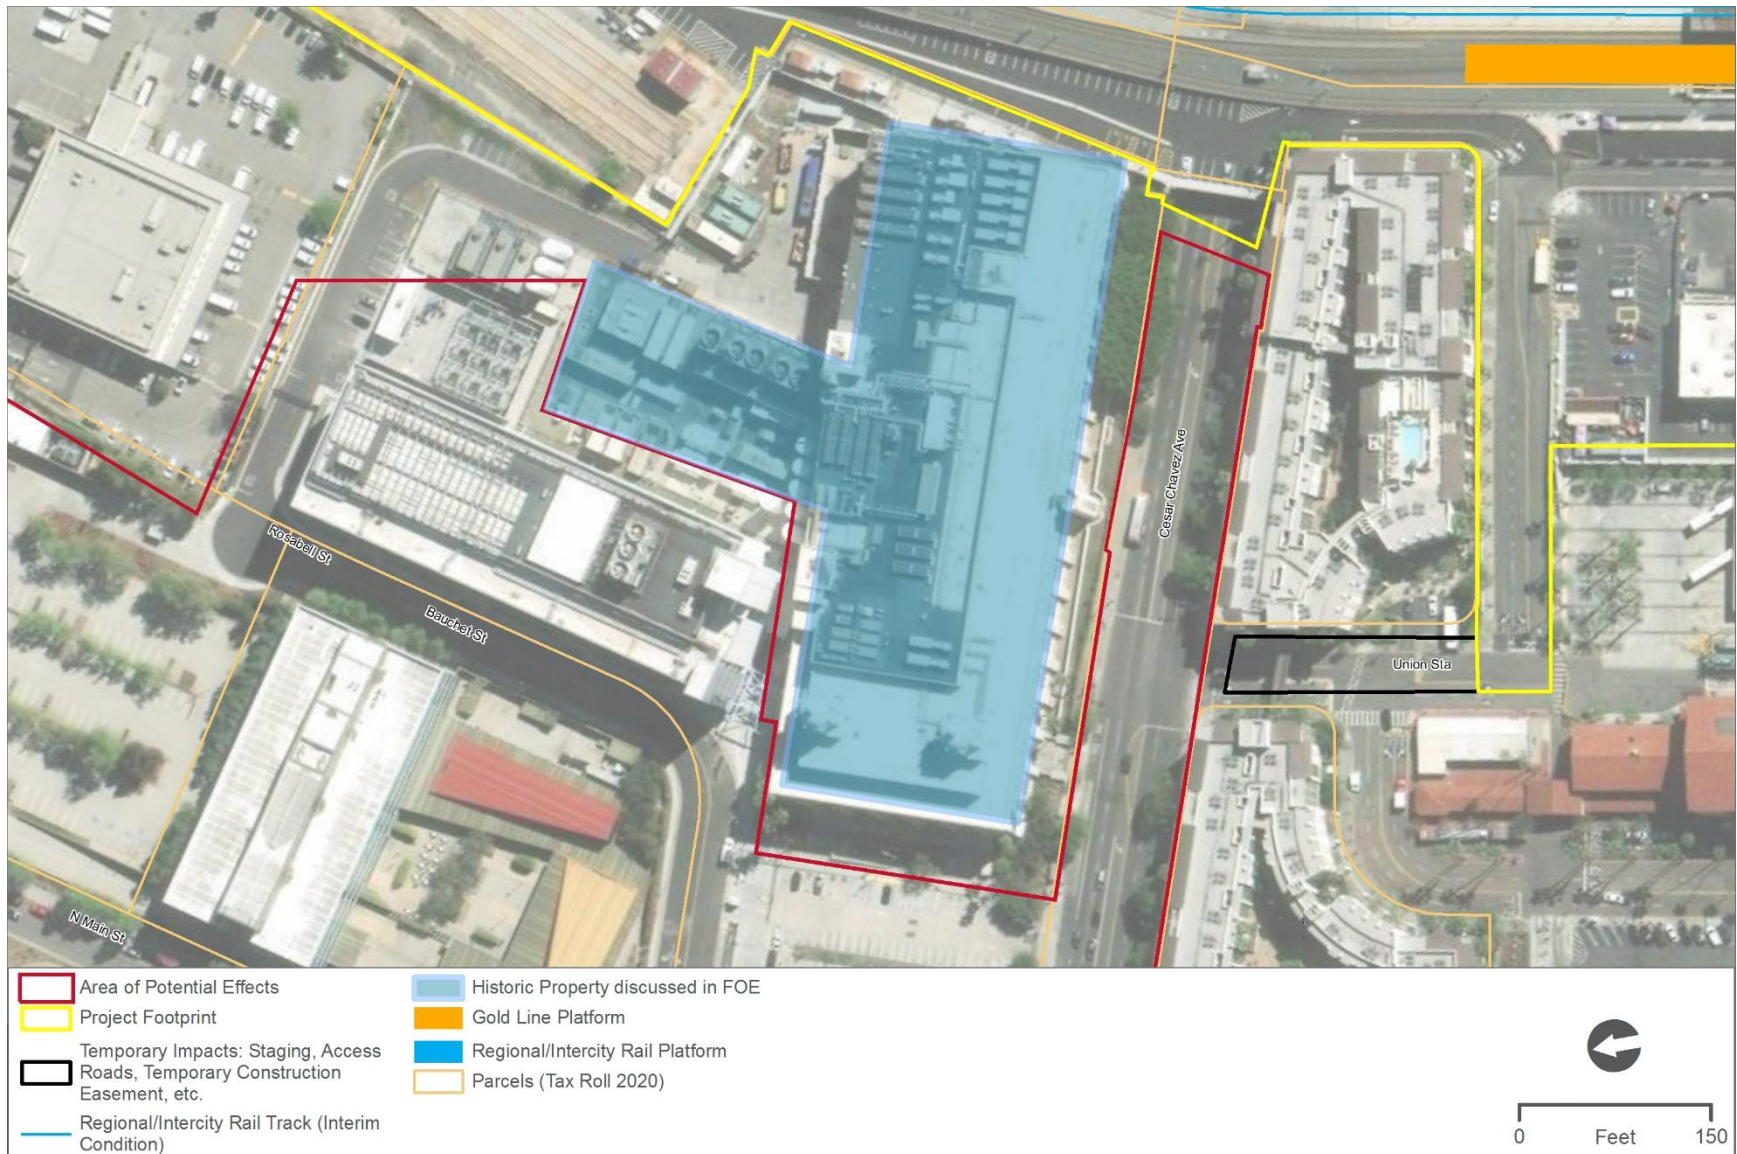 Cesar Chavez Ave
Rosabell St
Bauchet St
Union Sta
N Main St
Area of Potential Effects
Project Footprint
Temporary Impacts: Staging, Access
Roads, Temporary Construction
Easement, etc.
Regional/Intercity Rail Track (Interim
Condition)
Historic Property discussed in FOE
Gold Line Platform
Regional/Intercity Rail Platform
Parcels (Tax Roll 2020)
0 Feet 150